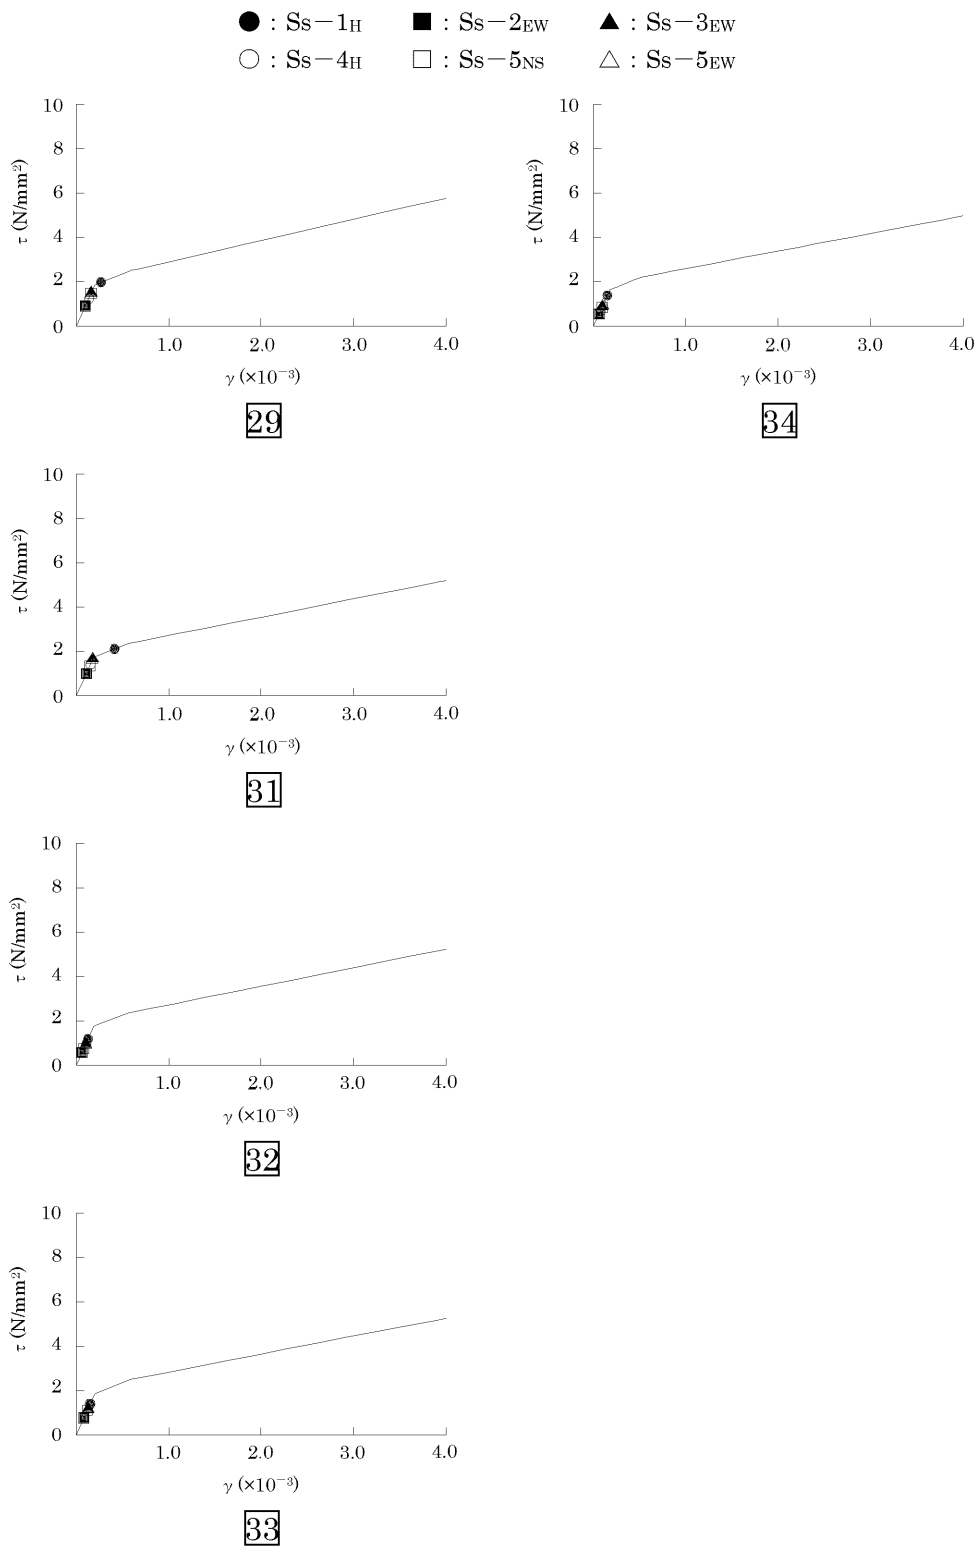 ● : Ss－1H ■ : Ss－2EW ▲ : Ss－3EW
○ : Ss－4H □ : Ss－5NS △ : Ss－5EW
10
8
6
4
2
0
τ (N/mm²)
1.0 2.0 3.0 4.0
γ (×10⁻³)
29
10
8
6
4
2
0
τ (N/mm²)
1.0 2.0 3.0 4.0
γ (×10⁻³)
34
10
8
6
4
2
0
τ (N/mm²)
1.0 2.0 3.0 4.0
γ (×10⁻³)
31
10
8
6
4
2
0
τ (N/mm²)
1.0 2.0 3.0 4.0
γ (×10⁻³)
32
10
8
6
4
2
0
τ (N/mm²)
1.0 2.0 3.0 4.0
γ (×10⁻³)
33